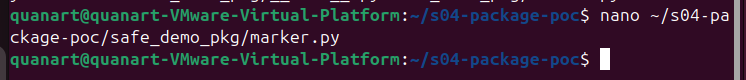 quanart@quanart-VMware-Virtual-Platform:~/s04-package-poc$ nano ~/s04-pa
ckage-poc/safe_demo_pkg/marker.py
quanart@quanart-VMware-Virtual-Platform:~/s04-package-poc$